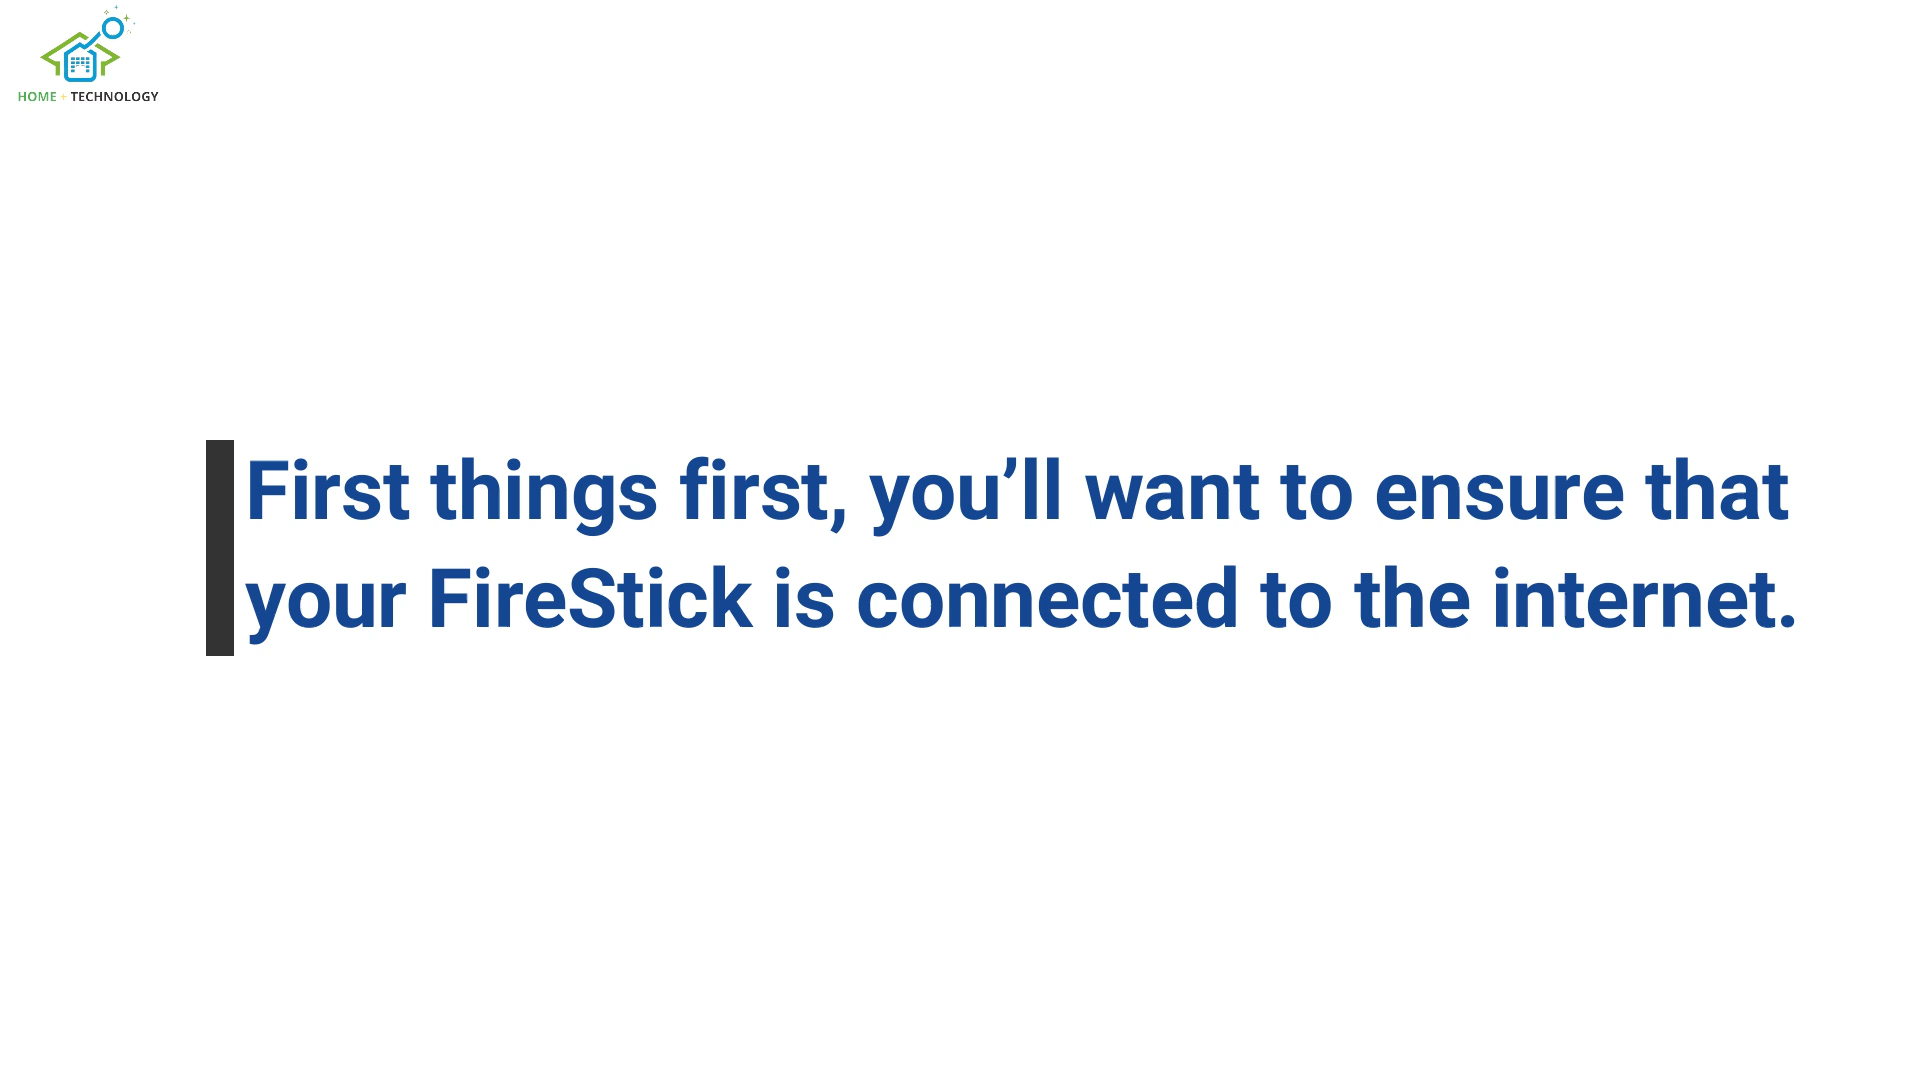 HOME + TECHNOLOGY
First things first, you’ll want to ensure that
your FireStick is connected to the internet.